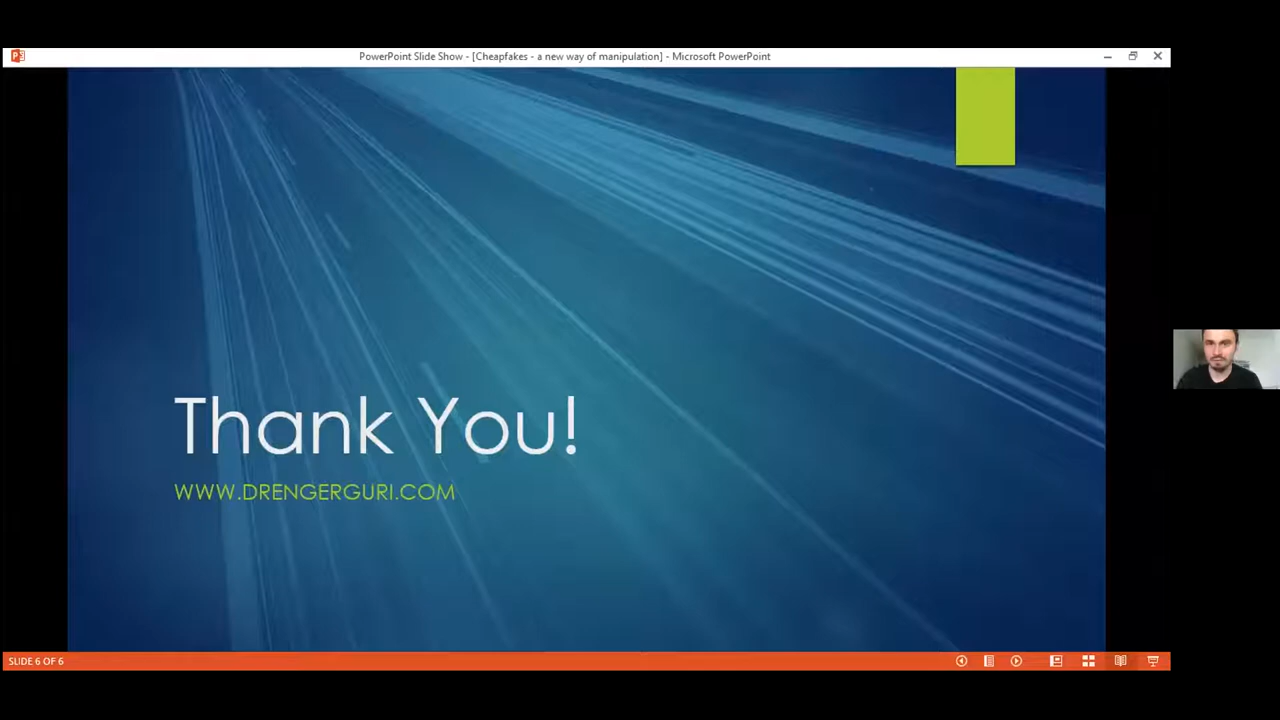 PowerPoint Slide Show - [Cheapfakes - a new way of manipulation] - Microsoft PowerPoint
Thank You!
WWW.DRENGERGURI.COM
SLIDE 6 OF 6